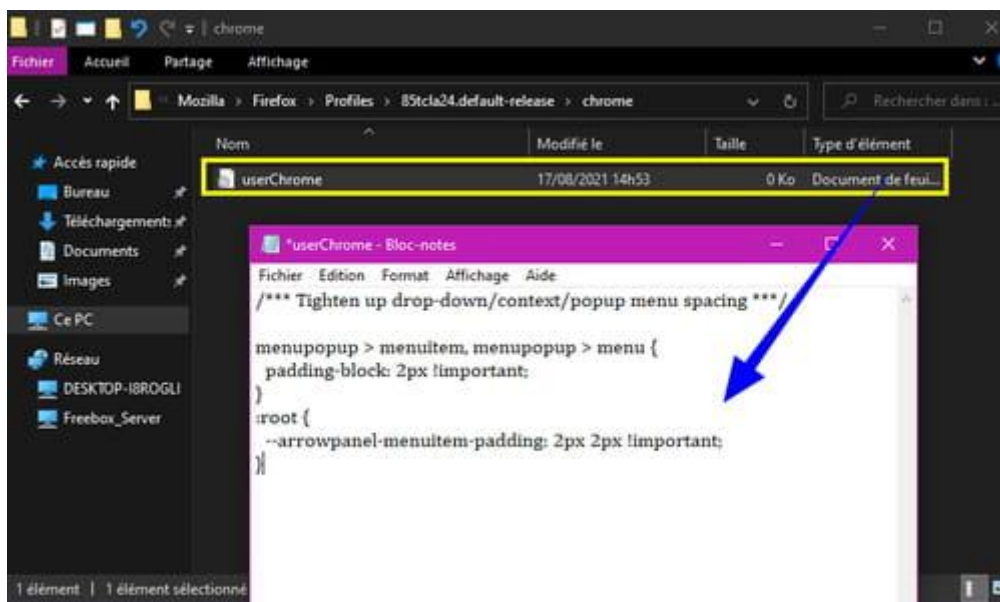 chrome
Fichier Accueil Partage Affichage
Mozilla > Firefox > Profiles > 85tcla24.default-release > chrome
Rechercher dans : ...
Nom Modifié le Taille Type d'élément
userChrome 17/08/2021 14h53 0 Ko Document de feui...
Accès rapide
Bureau
Téléchargements
Documents
Images
Ce PC
Réseau
DESKTOP-I8ROGLI
Freebox_Server
*userChrome - Bloc-notes
Fichier Edition Format Affichage Aide
/*** Tighten up drop-down/context/popup menu spacing ***/
menupopup > menuitem, menupopup > menu {
padding-block: 2px !important;
}
:root {
--arrowpanel-menuitem-padding: 2px 2px !important;
}
1 élément | 1 élément sélectionné